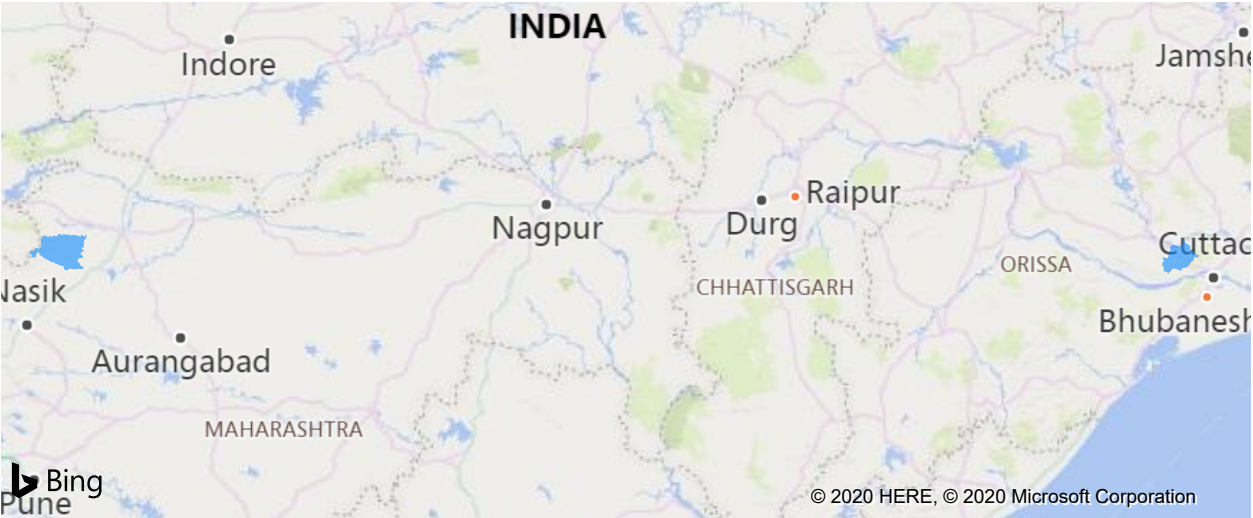 INDIA
Indore
Jamshe
Raipur
Nagpur
Durg
Cuttac
ORISSA
CHHATTISGARH
Nasik
Bhubanesh
Aurangabad
MAHARASHTRA
Bing
Pune
© 2020 HERE, © 2020 Microsoft Corporation